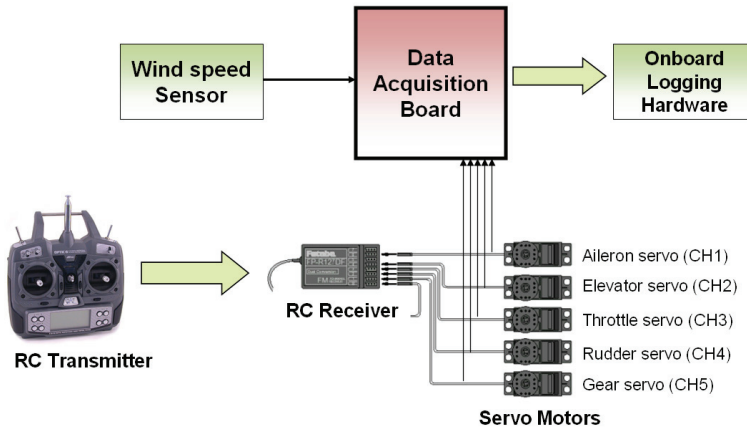 Wind speed
Sensor
Data
Acquisition
Board
Onboard
Logging
Hardware
Futaba
RC Receiver
RC Transmitter
Aileron servo (CH1)
Elevator servo (CH2)
Throttle servo (CH3)
Rudder servo (CH4)
Gear servo (CH5)
Servo Motors